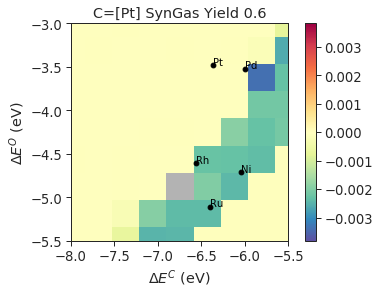 C=[Pt] SynGas Yield 0.6
−3.0
−3.5
−4.0
−4.5
−5.0
−5.5
ΔE^O (eV)
Pt
Pd
Rh
Ni
Ru
−8.0 −7.5 −7.0 −6.5 −6.0 −5.5
ΔE^C (eV)
0.003
0.002
0.001
0.000
−0.001
−0.002
−0.003